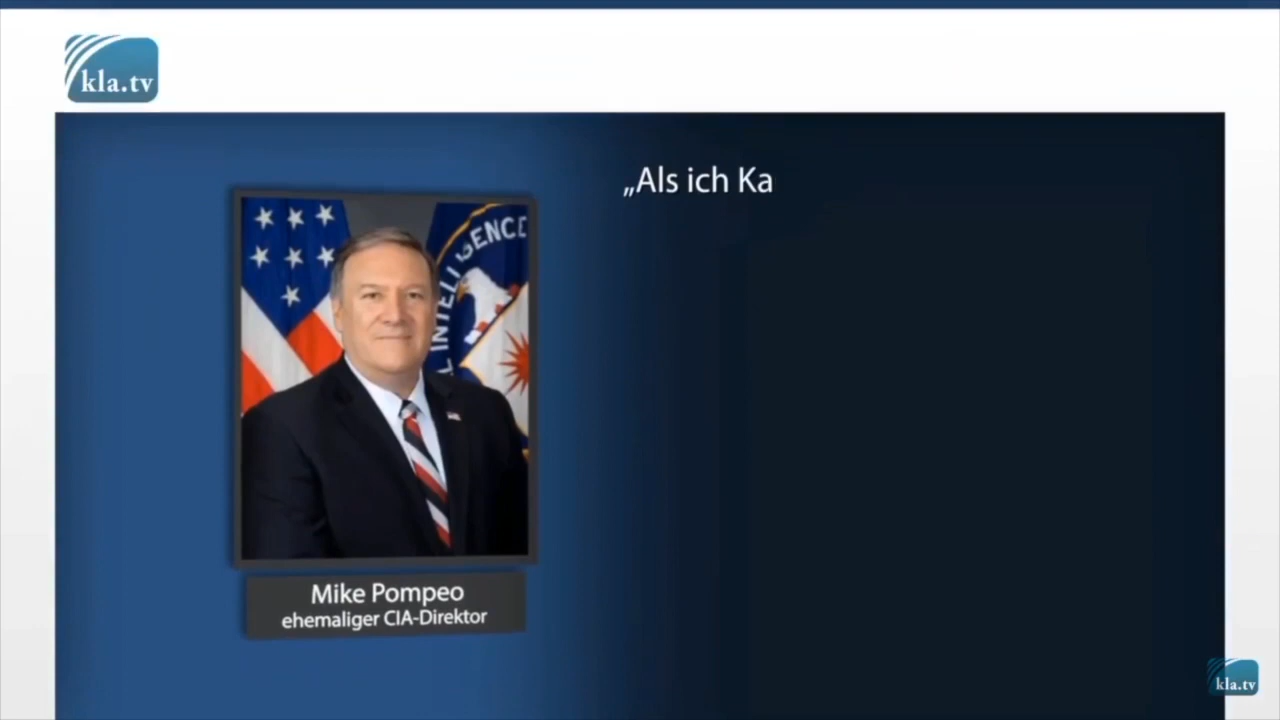 kla.tv
„Als ich Ka
Mike Pompeo
ehemaliger CIA-Direktor
kla.tv